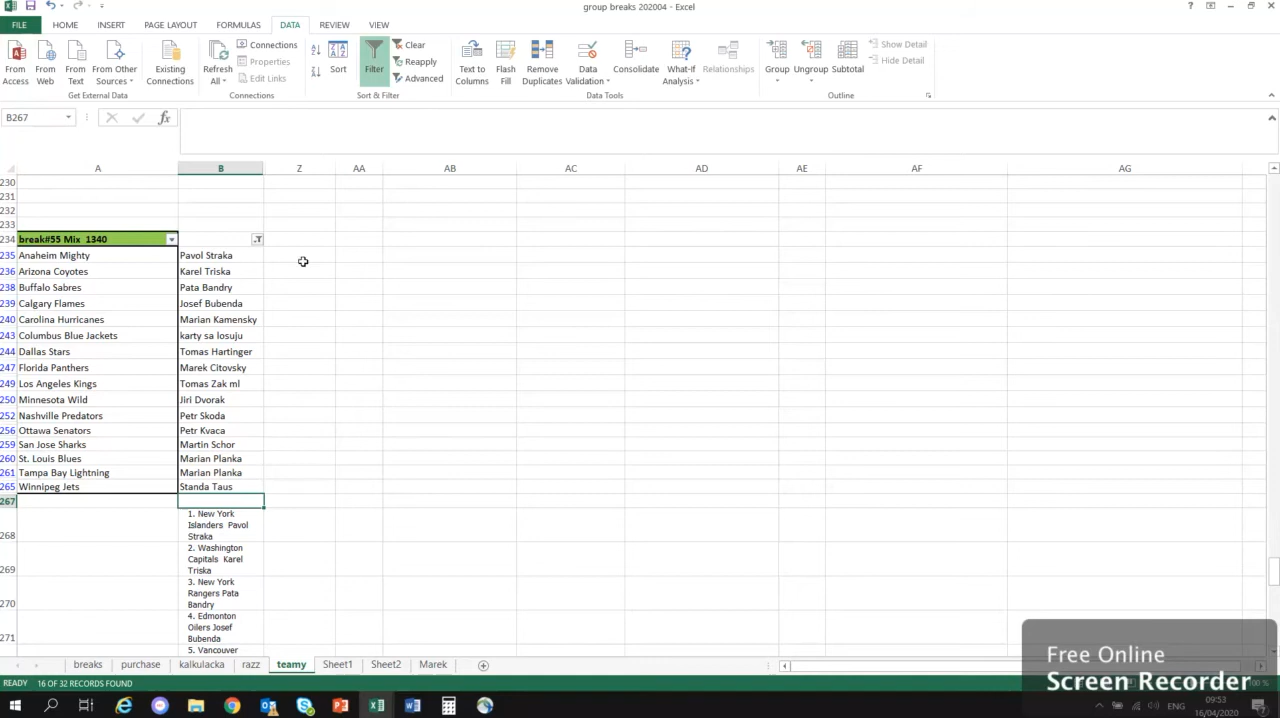 group breaks 202004 - Excel
FILE HOME INSERT PAGE LAYOUT FORMULAS DATA REVIEW VIEW
From Access
From Web
From Text
From Other Sources
Get External Data
Existing Connections
Refresh All
Connections
Properties
Edit Links
Connections
Sort
Filter
Clear
Reapply
Advanced
Sort & Filter
Text to Columns
Flash Fill
Remove Duplicates
Data Validation
Consolidate
What-If Analysis
Relationships
Data Tools
Group
Ungroup
Subtotal
Show Detail
Hide Detail
Outline
B267
A B Z AA AB AC AD AE AF AG
230
231
232
233
234 break#55 Mix 1340
235 Anaheim Mighty Pavol Straka
236 Arizona Coyotes Karel Triska
238 Buffalo Sabres Pata Bandry
239 Calgary Flames Josef Bubenda
240 Carolina Hurricanes Marian Kamensky
243 Columbus Blue Jackets karty sa losuju
244 Dallas Stars Tomas Hartinger
247 Florida Panthers Marek Citovsky
249 Los Angeles Kings Tomas Zak ml
250 Minnesota Wild Jiri Dvorak
252 Nashville Predators Petr Skoda
256 Ottawa Senators Petr Kvaca
259 San Jose Sharks Martin Schor
260 St. Louis Blues Marian Planka
261 Tampa Bay Lightning Marian Planka
265 Winnipeg Jets Standa Taus
267
1. New York
Islanders Pavol
268 Straka
2. Washington
Capitals Karel
269 Triska
3. New York
Rangers Pata
270 Bandry
4. Edmonton
Oilers Josef
271 Bubenda
5. Vancouver
breaks purchase kalkulacka razz teamy Sheet1 Sheet2 Marek
READY 16 OF 32 RECORDS FOUND
Free Online
Screen Recorder
ENG
09:53
16/04/2020